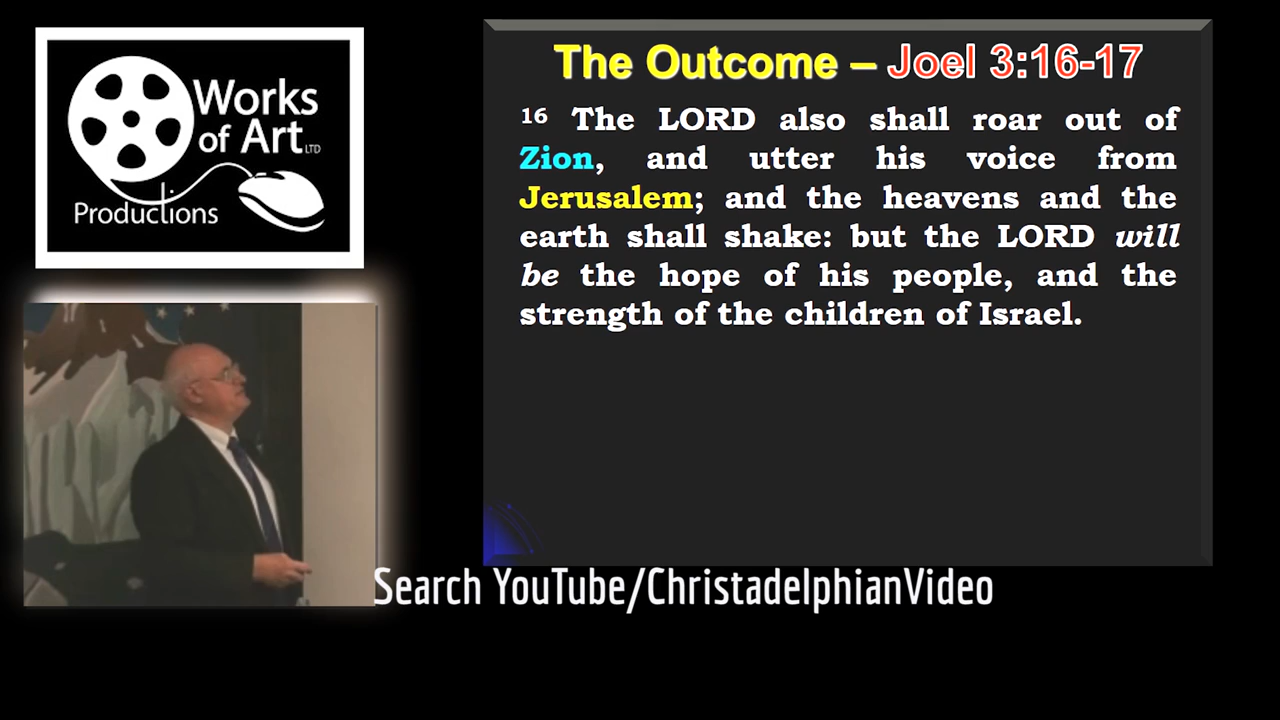 Works
of Art LTD
Productions
The Outcome – Joel 3:16-17
16 The LORD also shall roar out of
Zion, and utter his voice from
Jerusalem; and the heavens and the
earth shall shake: but the LORD will
be the hope of his people, and the
strength of the children of Israel.
Search YouTube/ChristadelphianVideo